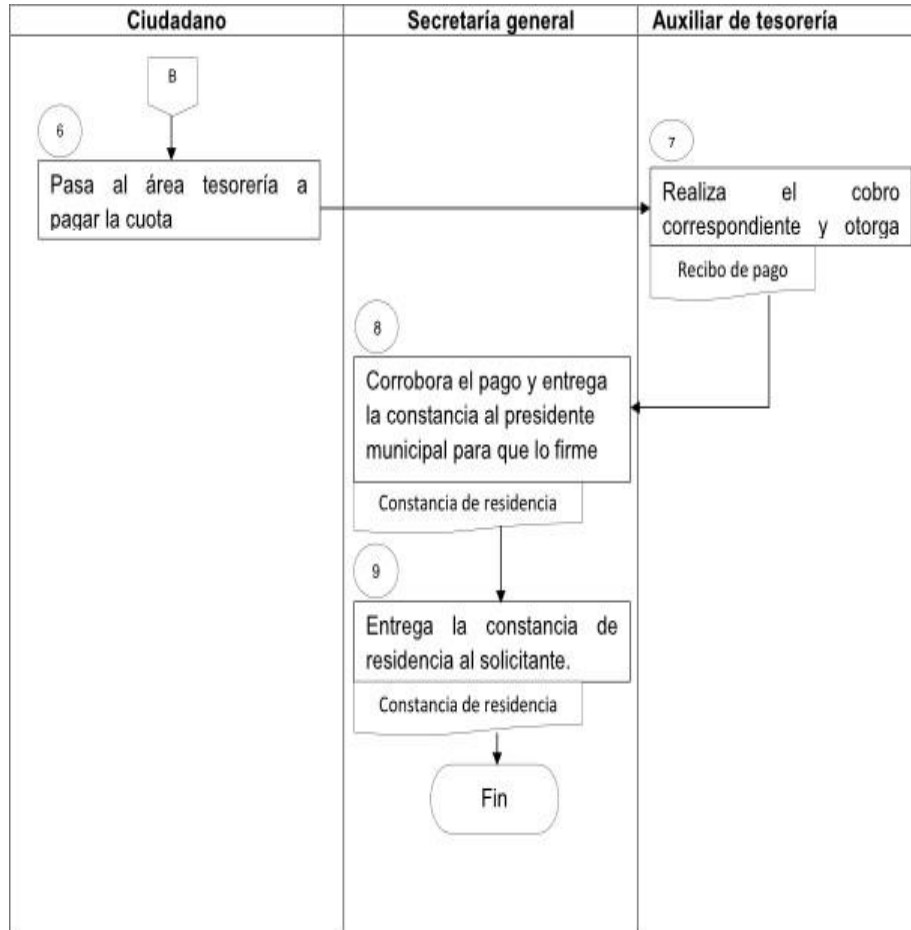 Ciudadano
Secretaría general
Auxiliar de tesorería
B
6
Pasa al área tesorería a
pagar la cuota
7
Realiza el cobro
correspondiente y otorga
Recibo de pago
8
Corrobora el pago y entrega
la constancia al presidente
municipal para que lo firme
Constancia de residencia
9
Entrega la constancia de
residencia al solicitante.
Constancia de residencia
Fin